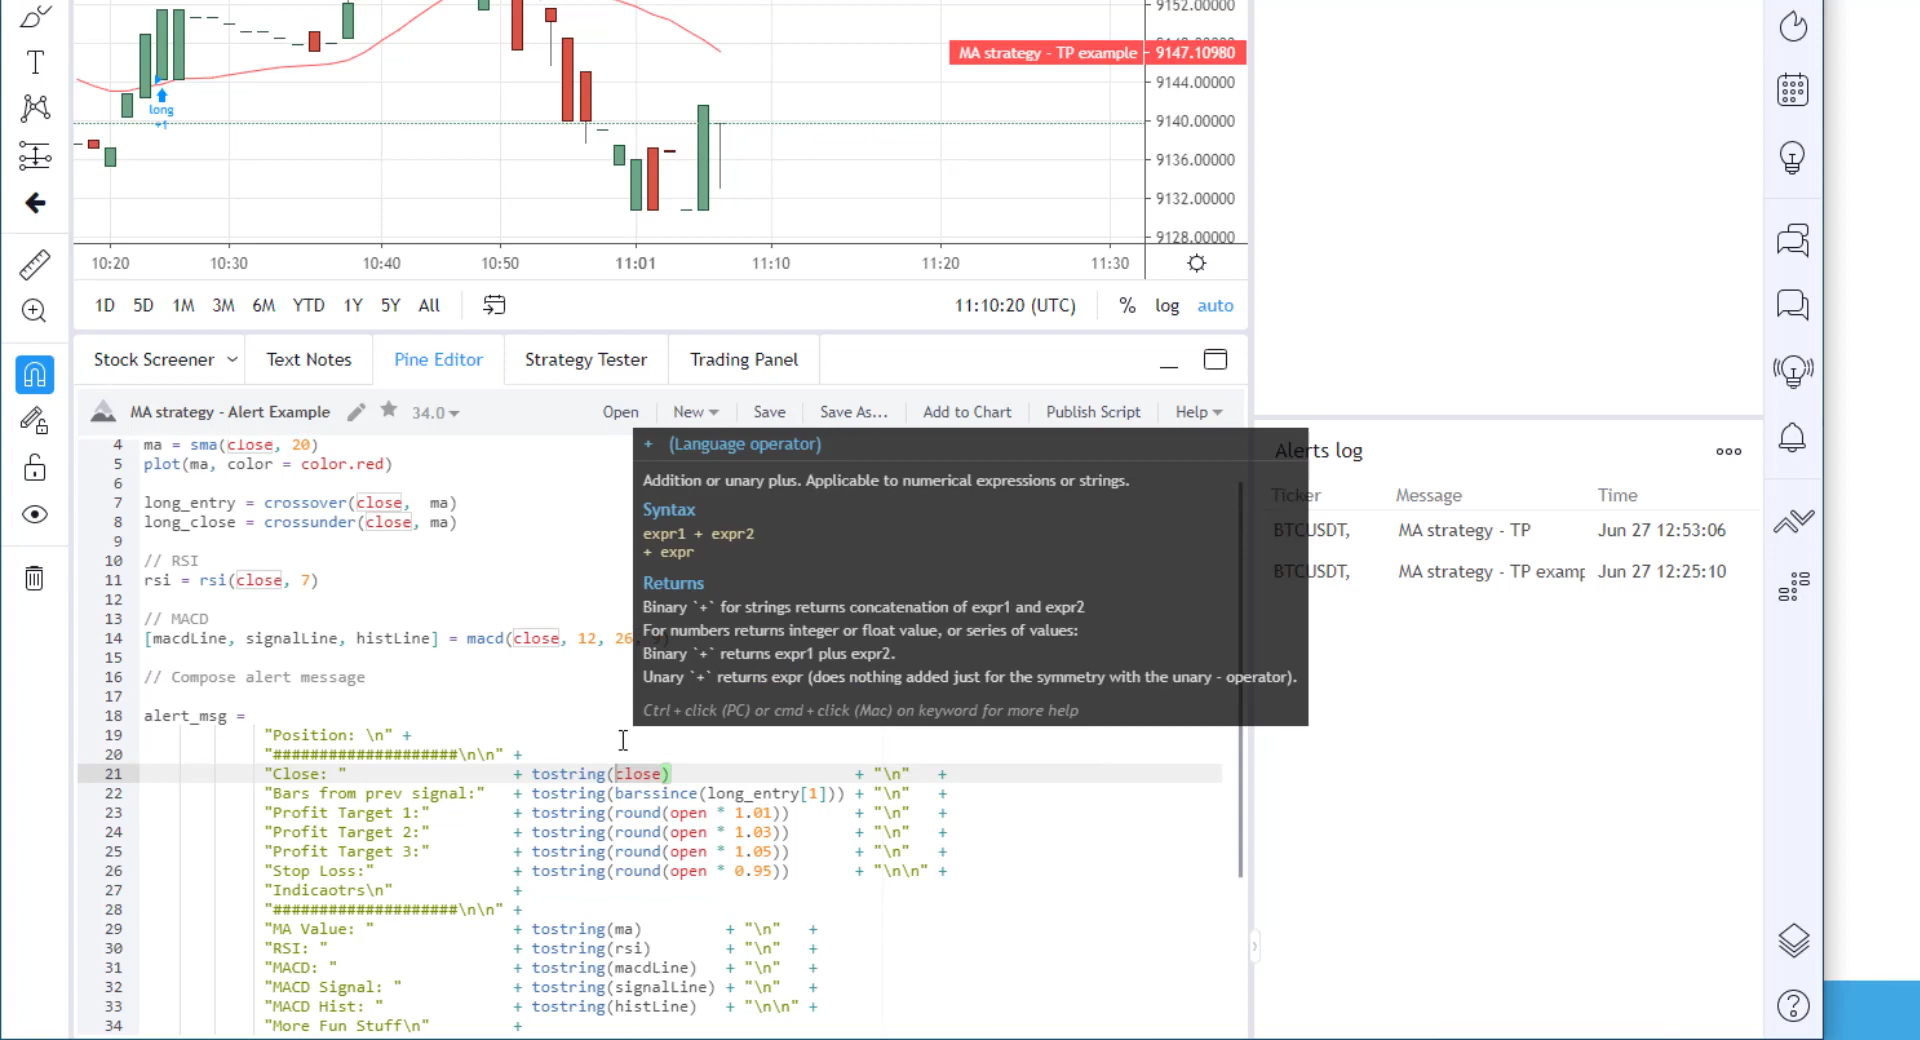 9152.00000
MA strategy - TP example 9147.10980
9144.00000
long
+1
9140.00000
9136.00000
9132.00000
9128.00000
10:20 10:30 10:40 10:50 11:01 11:10 11:20 11:30
1D 5D 1M 3M 6M YTD 1Y 5Y All 11:10:20 (UTC) % log auto
Stock Screener Text Notes Pine Editor Strategy Tester Trading Panel
MA strategy - Alert Example 34.0 Open New Save Save As... Add to Chart Publish Script Help
4 ma = sma(close, 20)
5 plot(ma, color = color.red)
6
7 long_entry = crossover(close, ma)
8 long_close = crossunder(close, ma)
9
10 // RSI
11 rsi = rsi(close, 7)
12
13 // MACD
14 [macdLine, signalLine, histLine] = macd(close, 12, 26, 9)
15
16 // Compose alert message
17
18 alert_msg =
19 "Position: \n" +
20 "####################\n\n" +
21 "Close: " + tostring(close) + "\n" +
22 "Bars from prev signal:" + tostring(barssince(long_entry[1])) + "\n" +
23 "Profit Target 1:" + tostring(round(open * 1.01)) + "\n" +
24 "Profit Target 2:" + tostring(round(open * 1.03)) + "\n" +
25 "Profit Target 3:" + tostring(round(open * 1.05)) + "\n" +
26 "Stop Loss:" + tostring(round(open * 0.95)) + "\n\n" +
27 "Indicaotrs\n" +
28 "####################\n\n" +
29 "MA Value: " + tostring(ma) + "\n" +
30 "RSI: " + tostring(rsi) + "\n" +
31 "MACD: " + tostring(macdLine) + "\n" +
32 "MACD Signal: " + tostring(signalLine) + "\n" +
33 "MACD Hist: " + tostring(histLine) + "\n\n" +
34 "More Fun Stuff\n" +
+ (Language operator)
Addition or unary plus. Applicable to numerical expressions or strings.
Syntax
expr1 + expr2
+ expr
Returns
Binary `+` for strings returns concatenation of expr1 and expr2
For numbers returns integer or float value, or series of values:
Binary `+` returns expr1 plus expr2.
Unary `+` returns expr (does nothing added just for the symmetry with the unary - operator).
Ctrl + click (PC) or cmd + click (Mac) on keyword for more help
Alerts log
Ticker Message Time
BTCUSDT, MA strategy - TP Jun 27 12:53:06
BTCUSDT, MA strategy - TP examp Jun 27 12:25:10